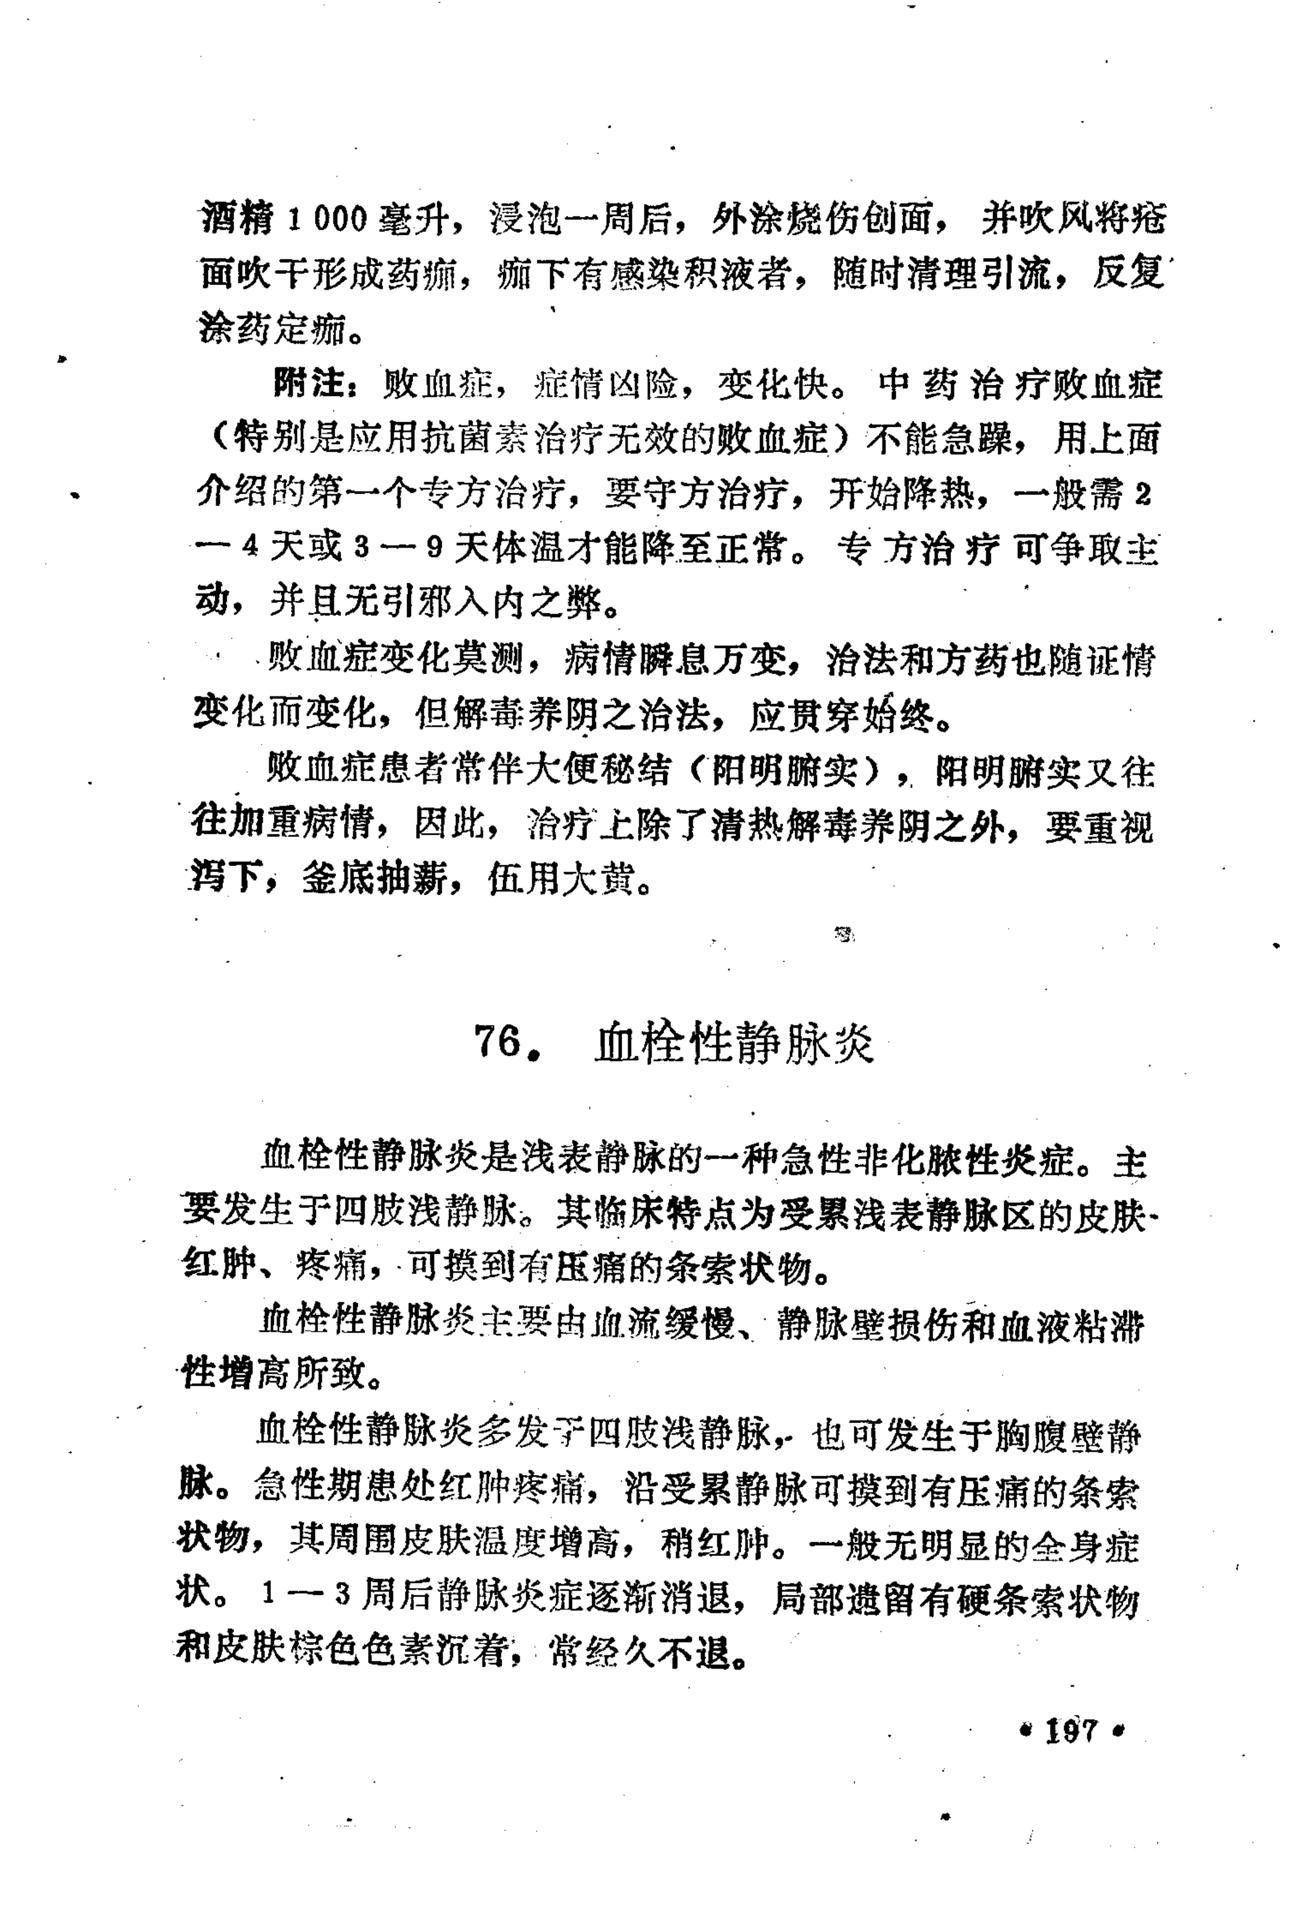 酒精1000毫升，浸泡一周后，外涂烧伤创面，并吹风将疮
面吹干形成药痂，痂下有感染积液者，随时清理引流，反复
涂药定痂。
附注：败血症，症情凶险，变化快。中药治疗败血症
（特别是应用抗菌素治疗无效的败血症）不能急躁，用上面
介绍的第一个专方治疗，要守方治疗，开始降热，一般需2
—4天或3—9天体温才能降至正常。专方治疗可争取主
动，并且无引邪入内之弊。
败血症变化莫测，病情瞬息万变，治法和方药也随证情
变化而变化，但解毒养阴之治法，应贯穿始终。
败血症患者常伴大便秘结（阳明腑实），阳明腑实又往
往加重病情，因此，治疗上除了清热解毒养阴之外，要重视
泻下，釜底抽薪，伍用大黄。
76．血栓性静脉炎
血栓性静脉炎是浅表静脉的一种急性非化脓性炎症。主
要发生于四肢浅静脉。其临床特点为受累浅表静脉区的皮肤
红肿、疼痛，可摸到有压痛的条索状物。
血栓性静脉炎主要由血流缓慢、静脉壁损伤和血液粘滞
性增高所致。
血栓性静脉炎多发于四肢浅静脉，也可发生于胸腹壁静
脉。急性期患处红肿疼痛，沿受累静脉可摸到有压痛的条索
状物，其周围皮肤温度增高，稍红肿。一般无明显的全身症
状。1—3周后静脉炎症逐渐消退，局部遗留有硬条索状物
和皮肤棕色色素沉着，常经久不退。
•197•